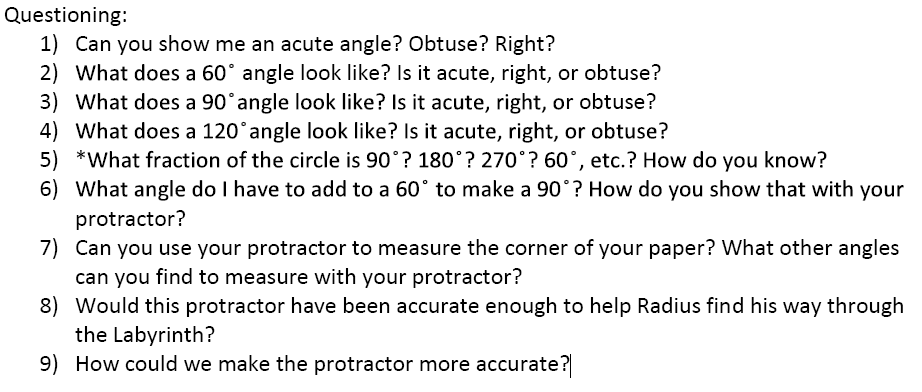 Questioning:
1) Can you show me an acute angle? Obtuse? Right?
2) What does a 60˚ angle look like? Is it acute, right, or obtuse?
3) What does a 90˚angle look like? Is it acute, right, or obtuse?
4) What does a 120˚angle look like? Is it acute, right, or obtuse?
5) *What fraction of the circle is 90˚? 180˚? 270˚? 60˚, etc.? How do you know?
6) What angle do I have to add to a 60˚ to make a 90˚? How do you show that with your
protractor?
7) Can you use your protractor to measure the corner of your paper? What other angles
can you find to measure with your protractor?
8) Would this protractor have been accurate enough to help Radius find his way through
the Labyrinth?
9) How could we make the protractor more accurate?